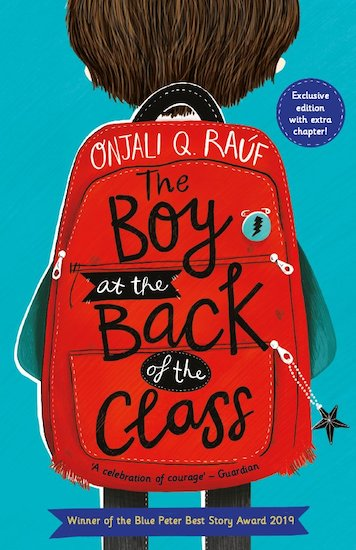 Exclusive
edition
with extra
chapter!
ONJALI Q RAÚF
The
BOY
at the
BACK
of the
Class
'A celebration of courage' – Guardian
Winner of the Blue Peter Best Story Award 2019